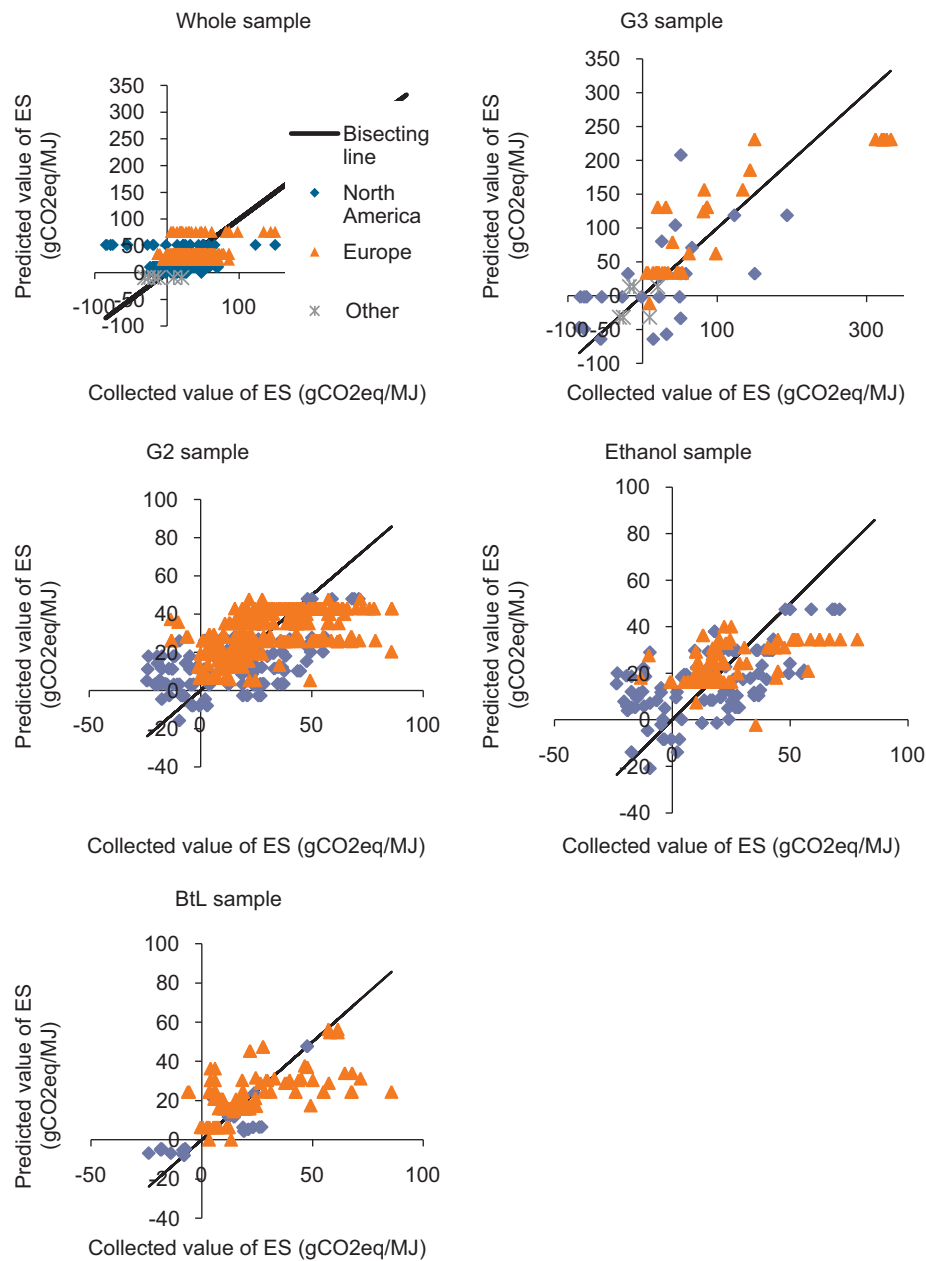 Whole sample
Predicted value of ES
(gCO2eq/MJ)
350
300
250
200
150
100
50
0
-50
-100
-100
100
Bisecting
line
North
America
Europe
Other
Collected value of ES (gCO2eq/MJ)
G3 sample
Predicted value of ES
(gCO2eq/MJ)
350
300
250
200
150
100
50
0
-50
-100
-100
100
300
Collected value of ES (gCO2eq/MJ)
G2 sample
Predicted value of ES
(gCO2eq/MJ)
100
80
60
40
20
0
-20
-40
-50
0
50
100
Collected value of ES (gCO2eq/MJ)
Ethanol sample
Predicted value of ES
(gCO2eq/MJ)
100
80
60
40
20
0
-20
-40
-50
0
50
100
Collected value of ES (gCO2eq/MJ)
BtL sample
Predicted value of ES
(gCO2eq/MJ)
100
80
60
40
20
0
-20
-40
-50
0
50
100
Collected value of ES (gCO2eq/MJ)